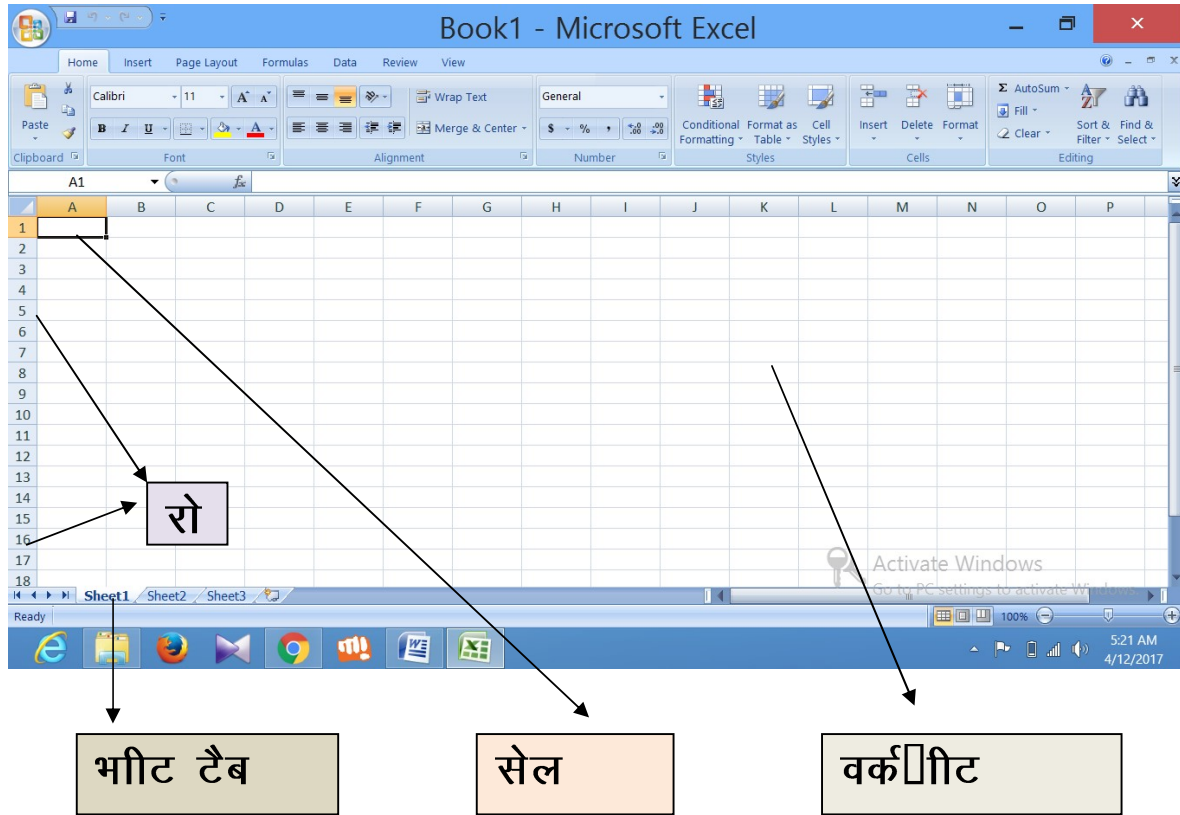 Book1 - Microsoft Excel
Home Insert Page Layout Formulas Data Review View
Calibri 11 Wrap Text General Σ AutoSum
Fill
Paste B I U Merge & Center $ % , Conditional Formatting Format as Table Cell Styles Insert Delete Format Clear Sort & Filter Find & Select
Clipboard Font Alignment Number Styles Cells Editing
A1 fx
A B C D E F G H I J K L M N O P
1
2
3
4
5
6
7
8
9
10
11
12
13
14
रो
15
16
17
Activate Windows
18
Go to PC settings to activate Windows.
Sheet1 Sheet2 Sheet3
Ready 100%
5:21 AM
4/12/2017
भाीट टैब
सेल
वर्क▯ाीट